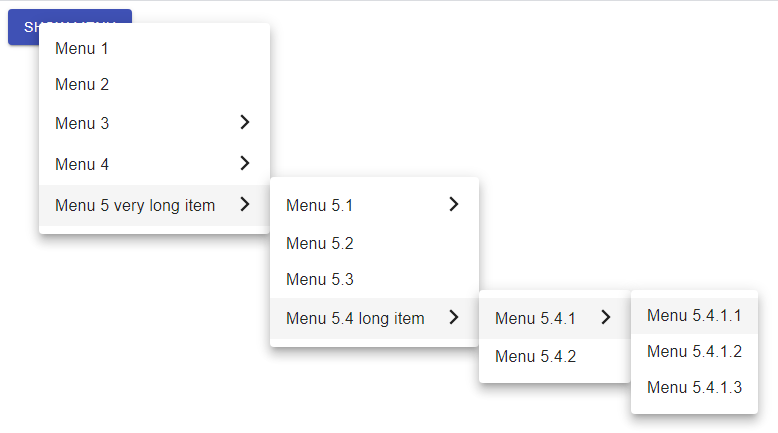 Menu 1
Menu 2
Menu 3
Menu 4
Menu 5 very long item
Menu 5.1
Menu 5.2
Menu 5.3
Menu 5.4 long item
Menu 5.4.1
Menu 5.4.2
Menu 5.4.1.1
Menu 5.4.1.2
Menu 5.4.1.3